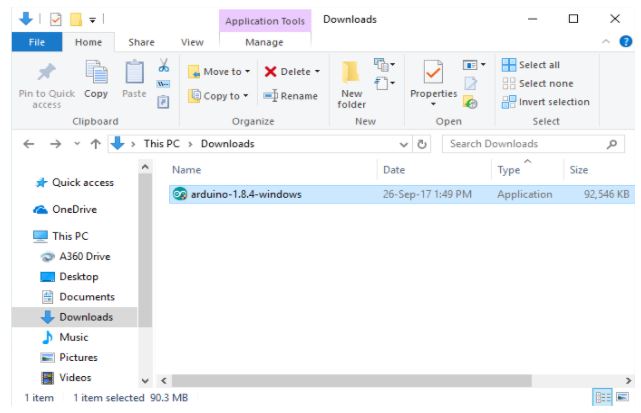 Application Tools Downloads
File Home Share View Manage
Pin to Quick access
Copy
Paste
Clipboard
Move to
Copy to
Delete
Rename
Organize
New folder
New
Properties
Open
Select all
Select none
Invert selection
Select
This PC Downloads
Search Downloads
Name Date Type Size
arduino-1.8.4-windows 26-Sep-17 1:49 PM Application 92,546 KB
Quick access
OneDrive
This PC
A360 Drive
Desktop
Documents
Downloads
Music
Pictures
Videos
1 item 1 item selected 90.3 MB